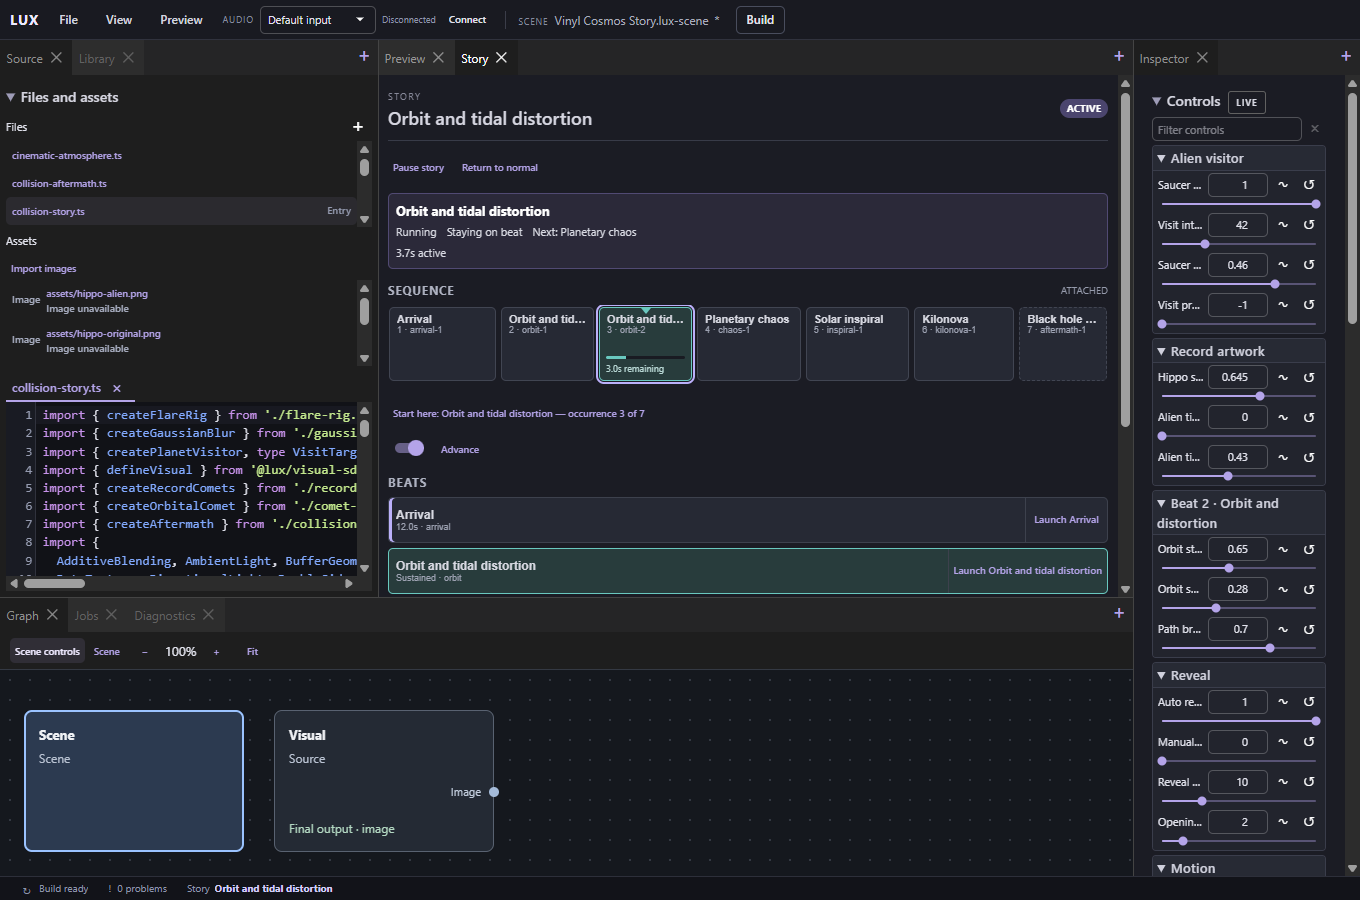 LUX File View Preview AUDIO Default input Disconnected Connect SCENE Vinyl Cosmos Story.lux-scene * Build
Source Library
Files and assets
Files
cinematic-atmosphere.ts
collision-aftermath.ts
collision-story.ts Entry
Assets
Import images
Image assets/hippo-alien.png
Image unavailable
Image assets/hippo-original.png
Image unavailable
collision-story.ts
1 import { createFlareRig } from './flare-rig.
2 import { createGaussianBlur } from './gaussi
3 import { createPlanetVisitor, type VisitTarg
4 import { defineVisual } from '@lux/visual-sd
5 import { createRecordComets } from './record
6 import { createOrbitalComet } from './comet-
7 import { createAftermath } from './collision
8 import {
9 AdditiveBlending, AmbientLight, BufferGeom
Preview Story
STORY
Orbit and tidal distortion
ACTIVE
Pause story Return to normal
Orbit and tidal distortion
Running Staying on beat Next: Planetary chaos
3.7s active
SEQUENCE ATTACHED
Arrival
1 · arrival-1
Orbit and tid...
2 · orbit-1
Orbit and tid...
3 · orbit-2
3.0s remaining
Planetary chaos
4 · chaos-1
Solar inspiral
5 · inspiral-1
Kilonova
6 · kilonova-1
Black hole ...
7 · aftermath-1
Start here: Orbit and tidal distortion — occurrence 3 of 7
Advance
BEATS
Arrival
12.0s · arrival
Launch Arrival
Orbit and tidal distortion
Sustained · orbit
Launch Orbit and tidal distortion
Inspector
Controls LIVE
Filter controls
Alien visitor
Saucer ... 1
Visit int... 42
Saucer ... 0.46
Visit pr... -1
Record artwork
Hippo s... 0.645
Alien ti... 0
Alien ti... 0.43
Beat 2 · Orbit and
distortion
Orbit st... 0.65
Orbit s... 0.28
Path br... 0.7
Reveal
Auto re... 1
Manual... 0
Reveal ... 10
Openin... 2
Motion
Graph Jobs Diagnostics
Scene controls Scene − 100% + Fit
Scene
Scene
Visual
Source
Image
Final output · image
Build ready ! 0 problems Story Orbit and tidal distortion